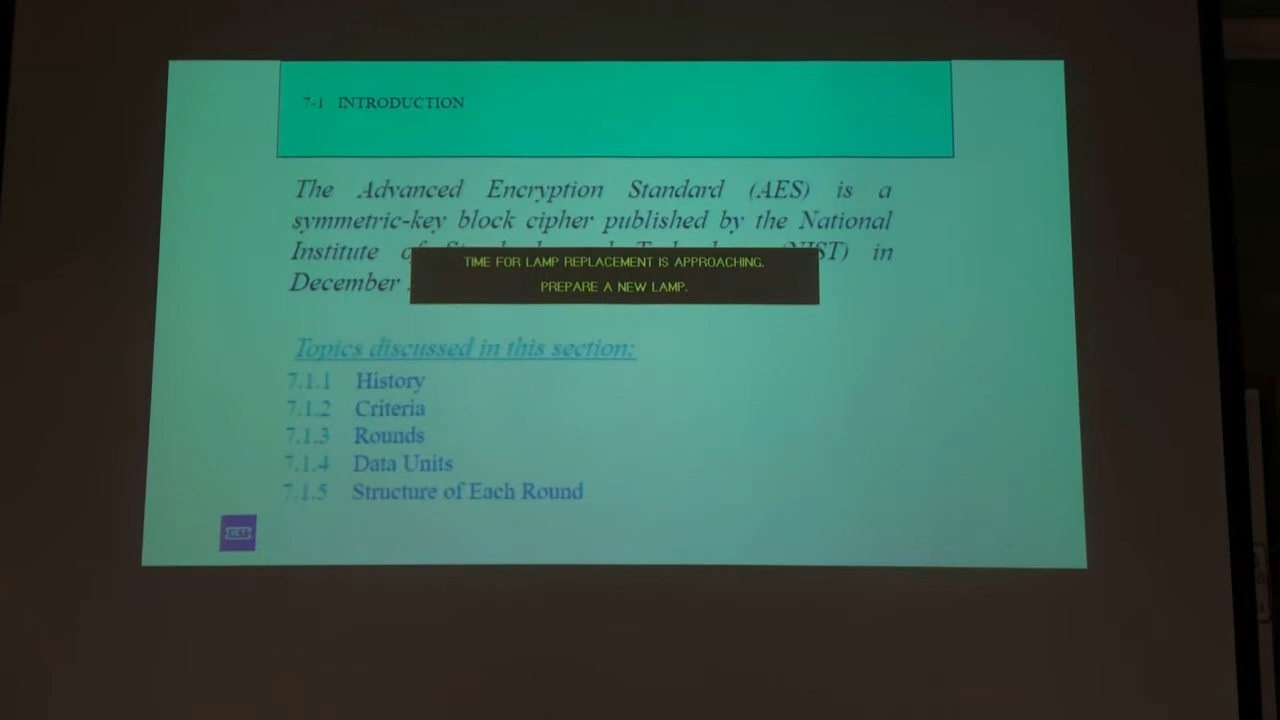 7-1 INTRODUCTION
The Advanced Encryption Standard (AES) is a
symmetric-key block cipher published by the National
Institute of Standards and Technology (NIST) in
December
TIME FOR LAMP REPLACEMENT IS APPROACHING.
PREPARE A NEW LAMP.
Topics discussed in this section:
7.1.1 History
7.1.2 Criteria
7.1.3 Rounds
7.1.4 Data Units
7.1.5 Structure of Each Round